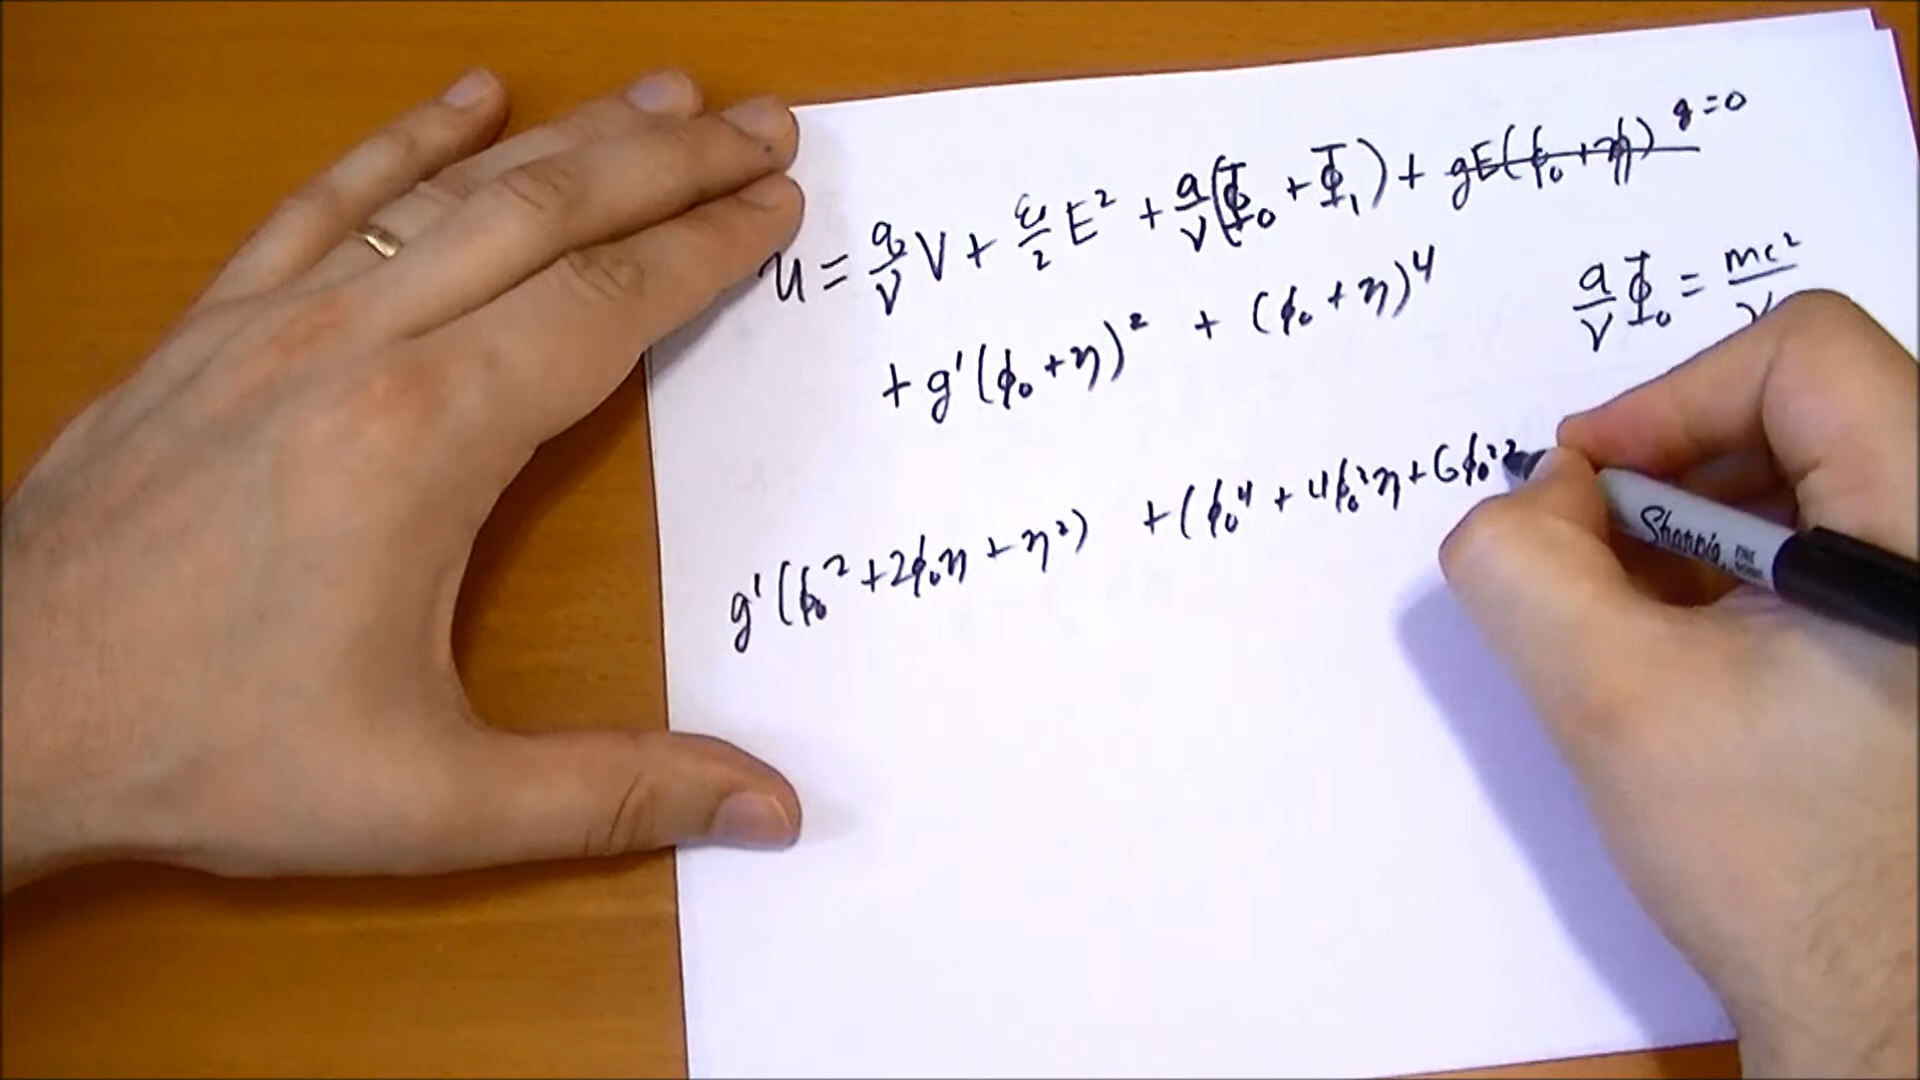 u = q/V V + ε₀/2 E² + a/V (Φ₀ + Φ₁) + gE(ϕ₀ + η) g=0
+ g'(ϕ₀ + η)² + (ϕ₀ + η)⁴
a/V Φ₀ = mc²/V
g'(ϕ₀² + 2ϕ₀η + η²) + (ϕ₀⁴ + 4ϕ₀³η + 6ϕ₀²
Sharpie